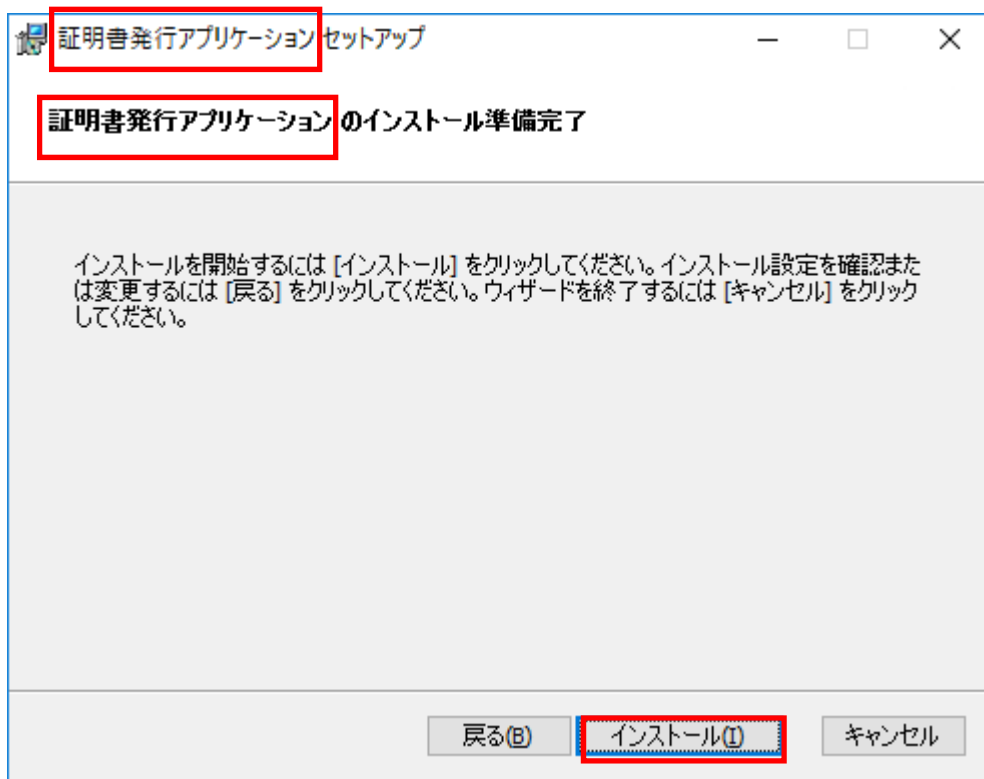 証明書発行アプリケーション セットアップ
証明書発行アプリケーション のインストール準備完了
インストールを開始するには [インストール] をクリックしてください。インストール設定を確認また
は変更するには [戻る] をクリックしてください。ウィザードを終了するには [キャンセル] をクリック
してください。
戻る(B) インストール(I) キャンセル